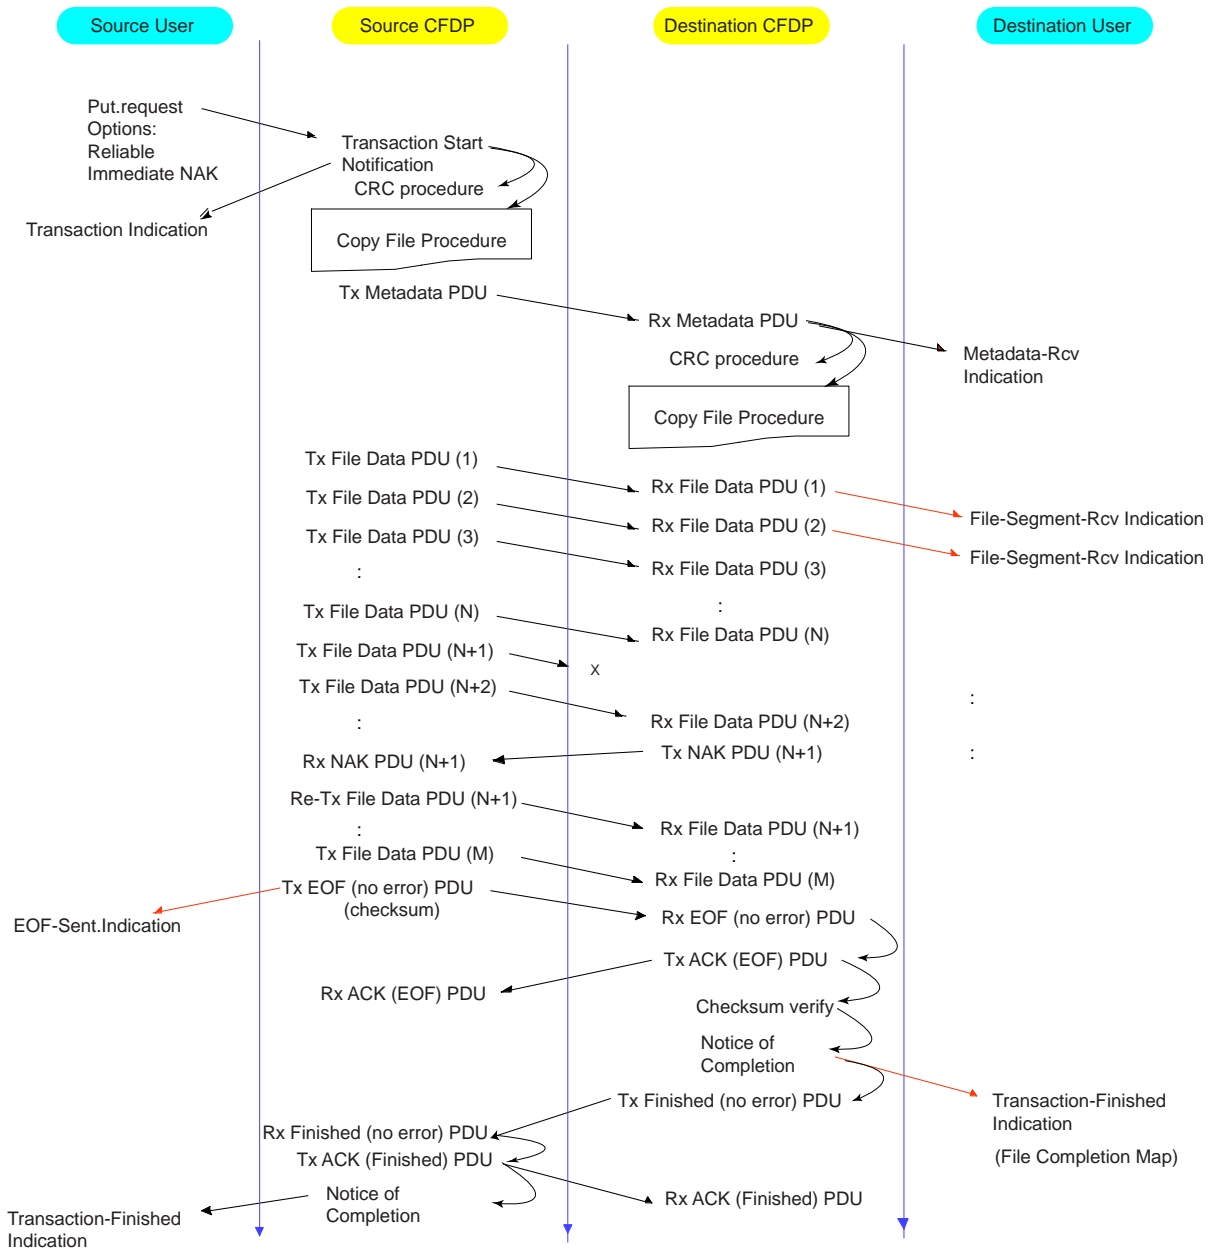 Source User
Source CFDP
Destination CFDP
Destination User
Put.request
Options:
Reliable
Immediate NAK
Transaction Start
Notification
CRC procedure
Transaction Indication
Copy File Procedure
Tx Metadata PDU
Rx Metadata PDU
CRC procedure
Metadata-Rcv
Indication
Copy File Procedure
Tx File Data PDU (1)
Rx File Data PDU (1)
Tx File Data PDU (2)
File-Segment-Rcv Indication
Rx File Data PDU (2)
Tx File Data PDU (3)
File-Segment-Rcv Indication
Rx File Data PDU (3)
:
:
Tx File Data PDU (N)
Rx File Data PDU (N)
Tx File Data PDU (N+1)
X
Tx File Data PDU (N+2)
:
:
Rx File Data PDU (N+2)
Tx NAK PDU (N+1)
:
Rx NAK PDU (N+1)
Re-Tx File Data PDU (N+1)
:
Rx File Data PDU (N+1)
:
Tx File Data PDU (M)
Rx File Data PDU (M)
Tx EOF (no error) PDU
(checksum)
EOF-Sent.Indication
Rx EOF (no error) PDU
Tx ACK (EOF) PDU
Rx ACK (EOF) PDU
Checksum verify
Notice of
Completion
Tx Finished (no error) PDU
Transaction-Finished
Indication
(File Completion Map)
Rx Finished (no error) PDU
Tx ACK (Finished) PDU
Notice of
Completion
Rx ACK (Finished) PDU
Transaction-Finished
Indication